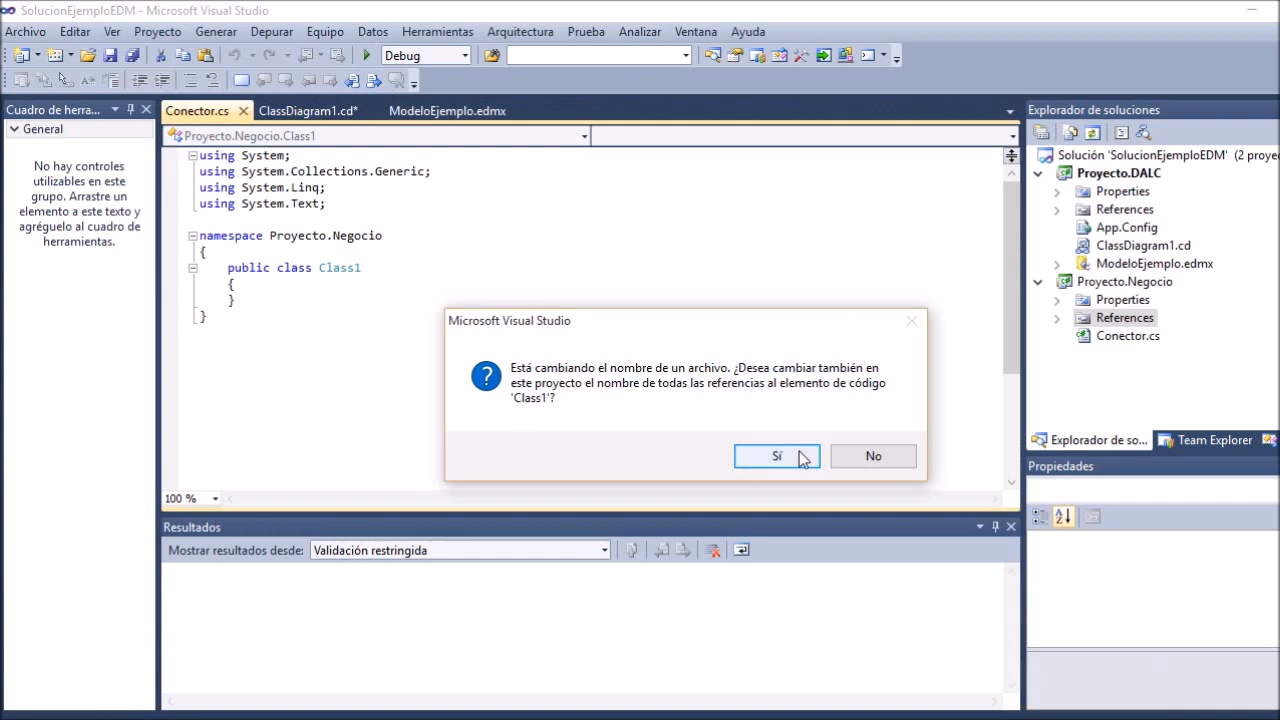 SolucionEjemploEDM - Microsoft Visual Studio
Archivo Editar Ver Proyecto Generar Depurar Equipo Datos Herramientas Arquitectura Prueba Analizar Ventana Ayuda
Debug
Cuadro de herra...
General
No hay controles
utilizables en este
grupo. Arrastre un
elemento a este texto y
agréguelo al cuadro de
herramientas.
Conector.cs ClassDiagram1.cd* ModeloEjemplo.edmx
Proyecto.Negocio.Class1
using System;
using System.Collections.Generic;
using System.Linq;
using System.Text;
namespace Proyecto.Negocio
{
public class Class1
{
}
}
100 %
Microsoft Visual Studio
Está cambiando el nombre de un archivo. ¿Desea cambiar también en
este proyecto el nombre de todas las referencias al elemento de código
'Class1'?
Sí No
Resultados
Mostrar resultados desde: Validación restringida
Explorador de soluciones
Solución 'SolucionEjemploEDM' (2 proye
Proyecto.DALC
Properties
References
App.Config
ClassDiagram1.cd
ModeloEjemplo.edmx
Proyecto.Negocio
Properties
References
Conector.cs
Explorador de so... Team Explorer
Propiedades